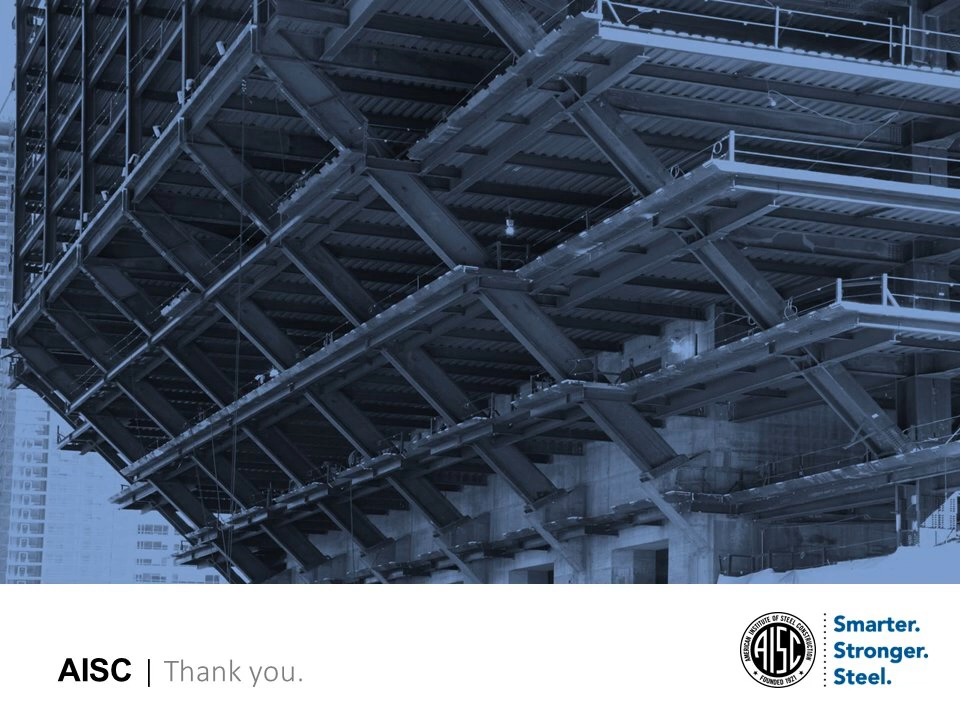 AISC | Thank you.
AMERICAN INSTITUTE OF STEEL CONSTRUCTION
AISC
FOUNDED 1921
Smarter.
Stronger.
Steel.